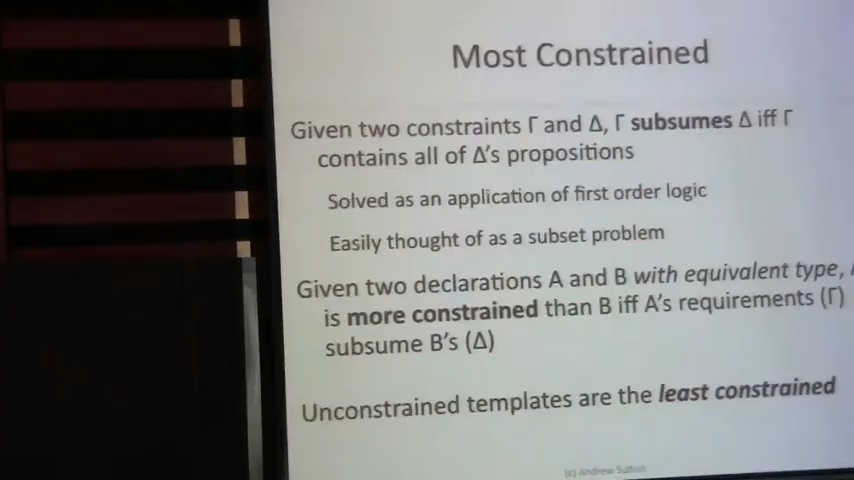 Most Constrained
Given two constraints Γ and Δ, Γ subsumes Δ iff Γ
contains all of Δ's propositions
Solved as an application of first order logic
Easily thought of as a subset problem
Given two declarations A and B with equivalent type,
is more constrained than B iff A's requirements (Γ)
subsume B's (Δ)
Unconstrained templates are the least constrained
(c) Andrew Sutton